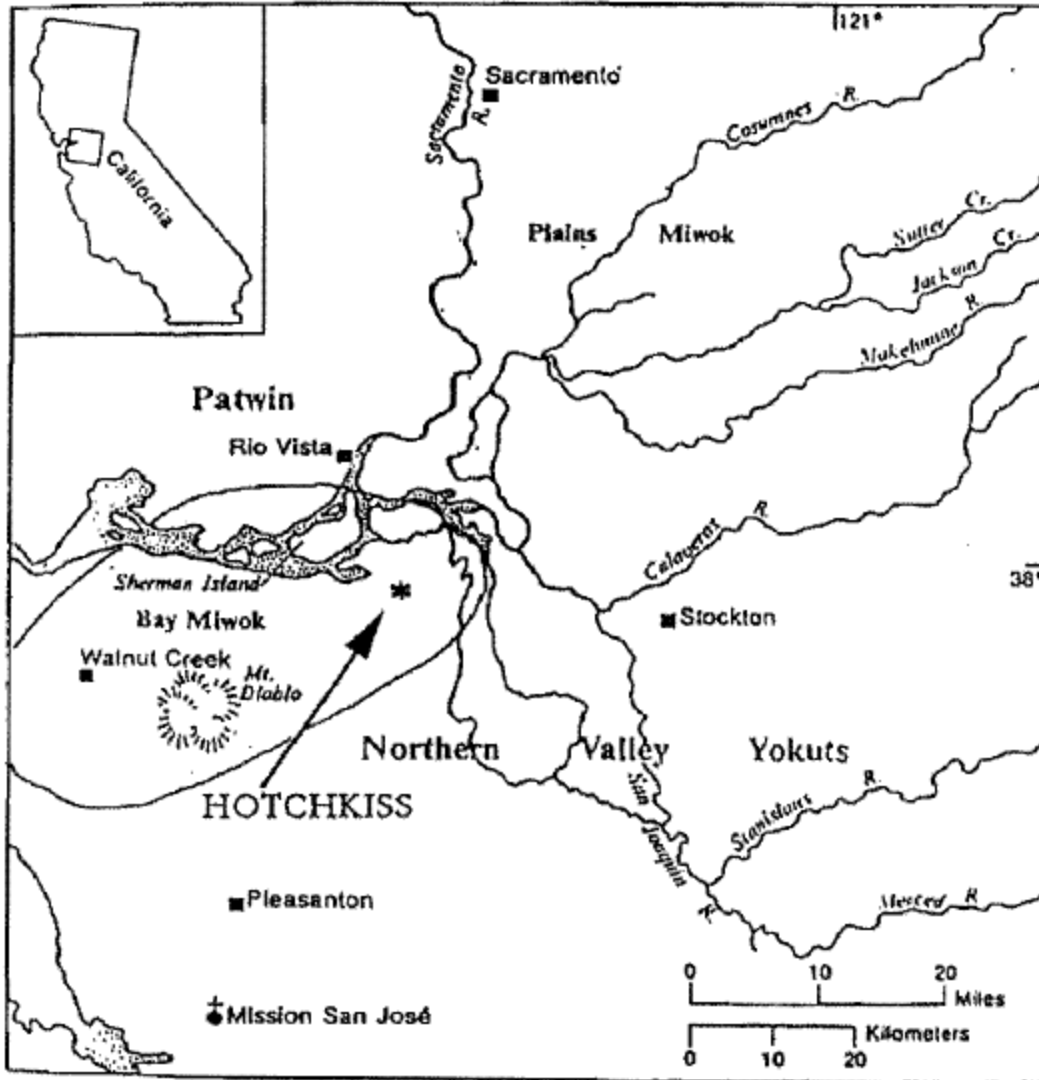 121°
Sacramento
Sacramento R.
Cosumnes R.
California
Plains Miwok
Sutter Cr.
Jackson Cr.
Mokelumne R.
Patwin
Rio Vista
Calaveras R.
Sherman Island
38°
Bay Miwok
Stockton
Walnut Creek
Mt. Diablo
Northern Valley Yokuts
San Joaquin R.
HOTCHKISS
Stanislaus R.
Pleasanton
Merced R
0 10 20
Miles
Mission San José
Kilometers
0 10 20